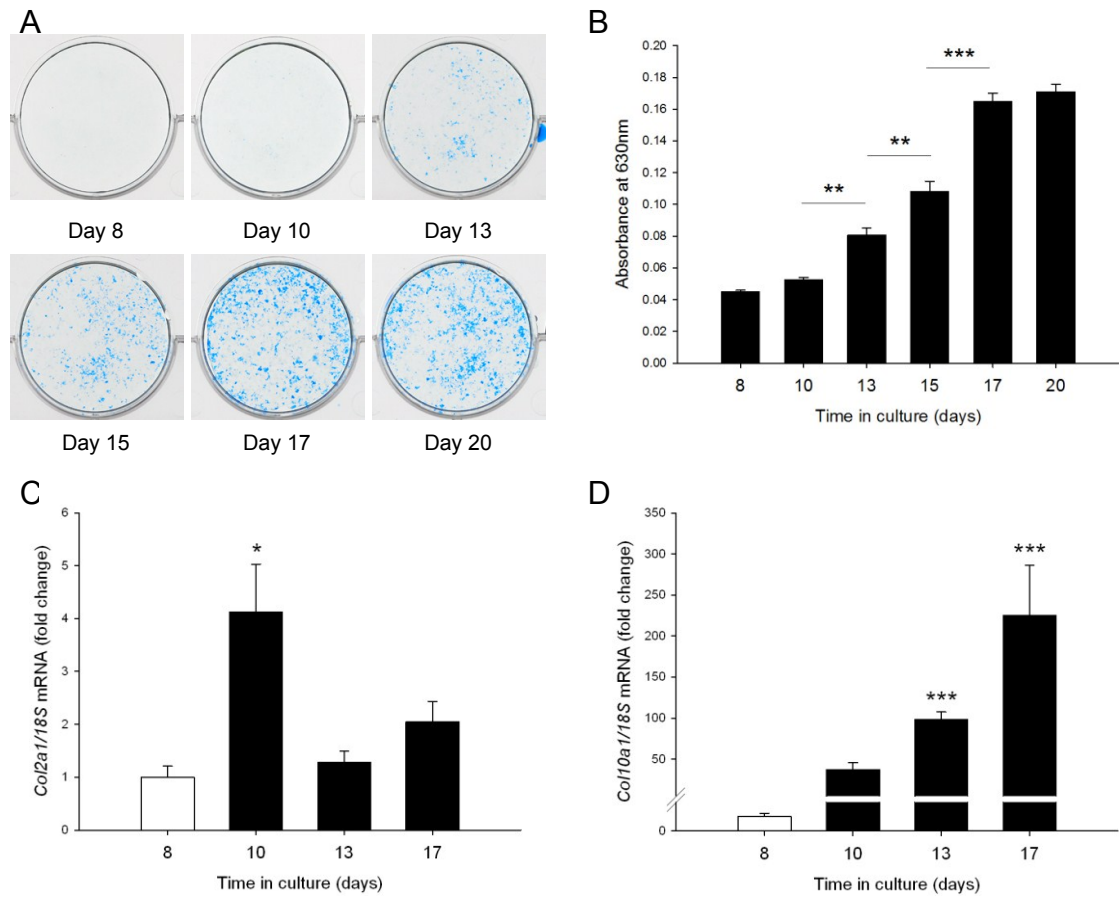 A
Day 8 Day 10 Day 13
Day 15 Day 17 Day 20
B
0.20
0.18
0.16
0.14
0.12
0.10
0.08
0.06
0.04
0.02
0.00
Absorbance at 630nm
** ** ***
8 10 13 15 17 20
Time in culture (days)
C
6
5
4
3
2
1
0
Col2a1/18S mRNA (fold change)
*
8 10 13 17
Time in culture (days)
D
350
300
250
200
150
100
50
0
Col10a1/18S mRNA (fold change)
*** ***
8 10 13 17
Time in culture (days)